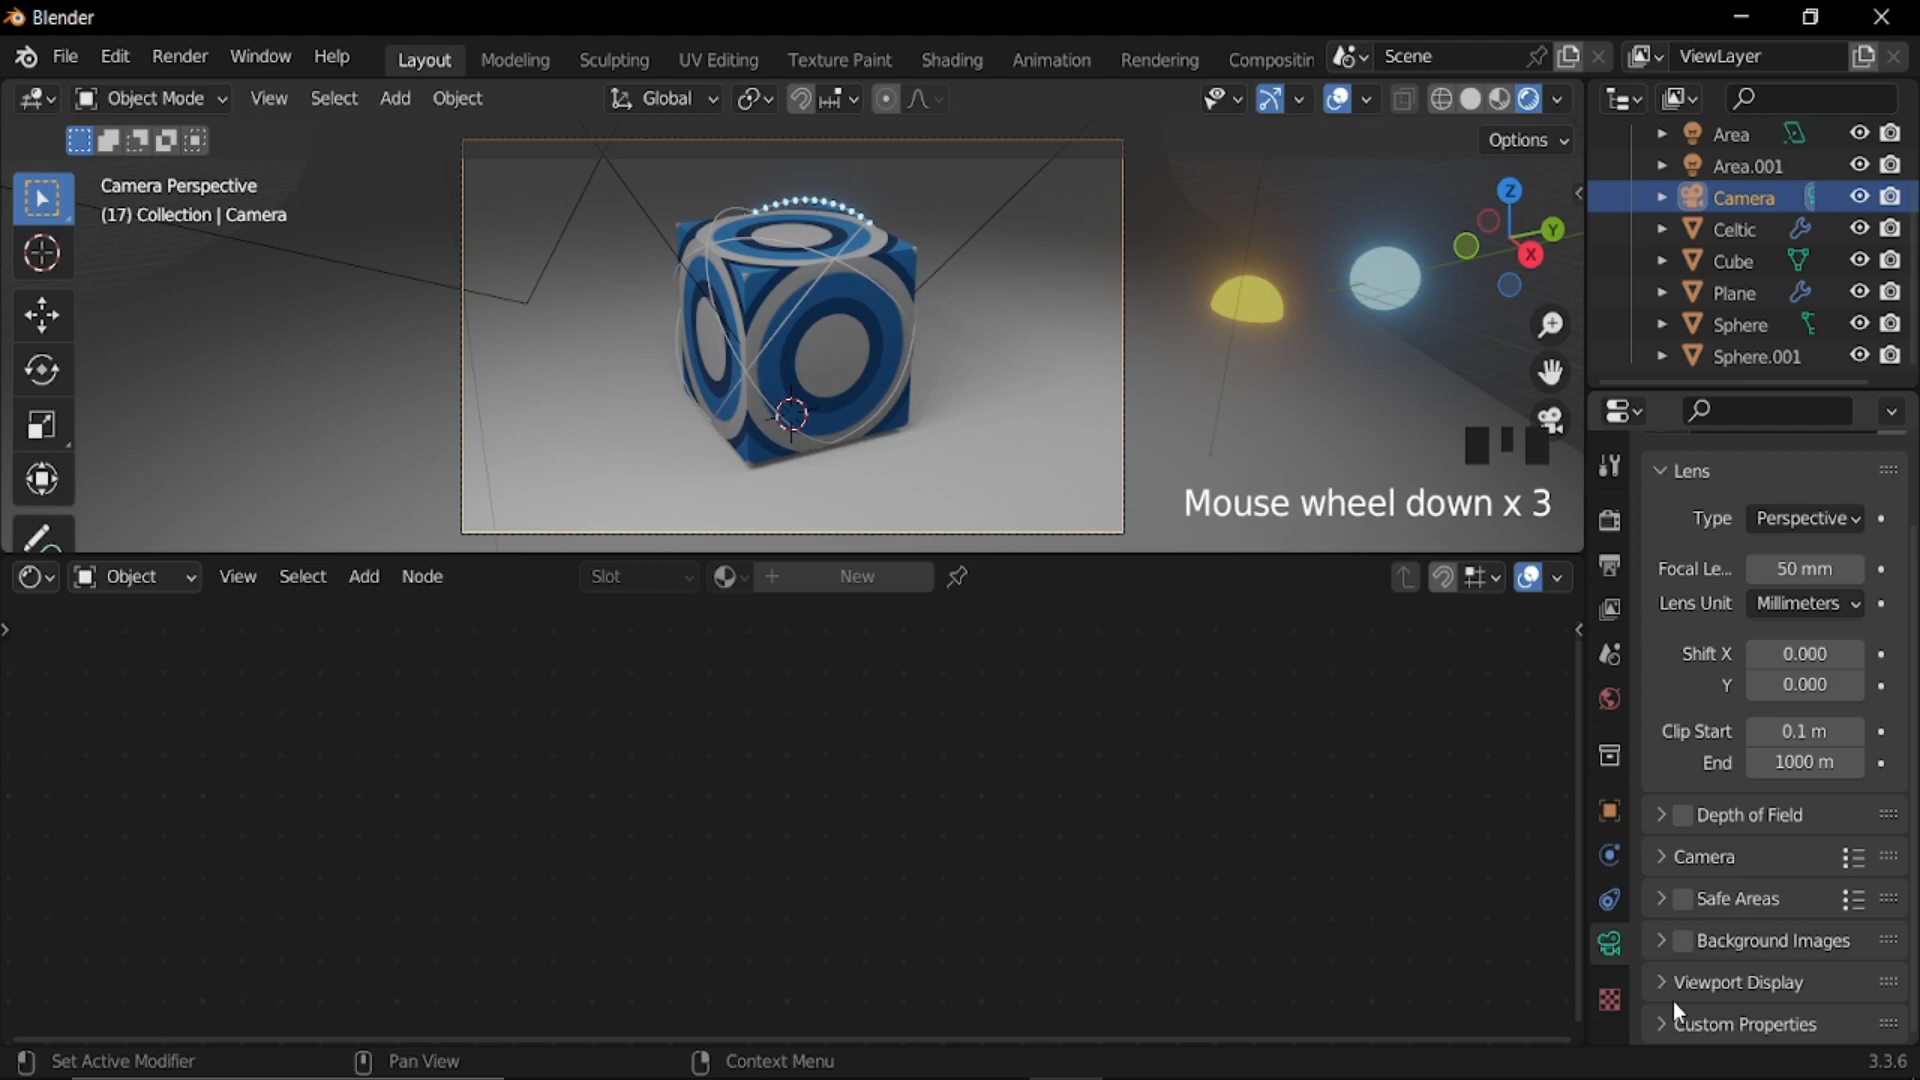 Blender
File Edit Render Window Help Layout Modeling Sculpting UV Editing Texture Paint Shading Animation Rendering Compositin Scene ViewLayer
Object Mode View Select Add Object Global
Options
Camera Perspective
(17) Collection | Camera
Z
Y
X
Mouse wheel down x 3
Area
Area.001
Camera
Celtic
Cube
Plane
Sphere
Sphere.001
Object View Select Add Node Slot New
Lens
Type Perspective
Focal Le... 50 mm
Lens Unit Millimeters
Shift X 0.000
Y 0.000
Clip Start 0.1 m
End 1000 m
Depth of Field
Camera
Safe Areas
Background Images
Viewport Display
Custom Properties
Set Active Modifier Pan View Context Menu 3.3.6